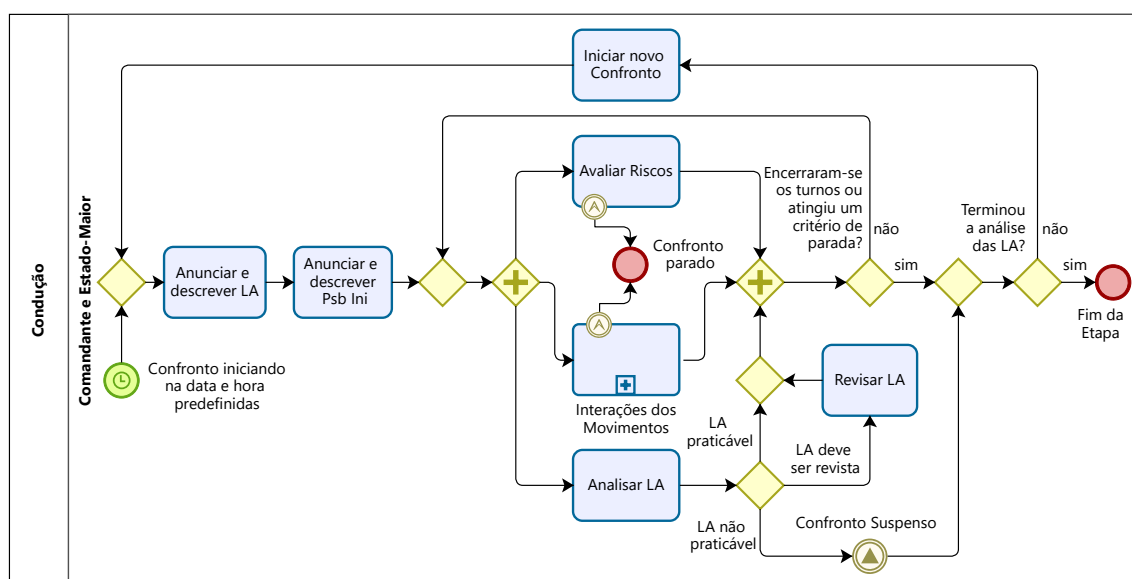 Condução
Comandante e Estado-Maior
Iniciar novo
Confronto
Avaliar Riscos
Encerraram-se
os turnos ou
atingiu um
critério de
parada?
não
sim
Terminou
a análise
das LA?
não
sim
Confronto
parado
Anunciar e
descrever LA
Anunciar e
descrever
Psb Ini
Fim da
Etapa
Confronto iniciando
na data e hora
predefinidas
Interações dos
Movimentos
Revisar LA
LA
praticável
LA deve
ser revista
Analisar LA
LA não
praticável
Confronto Suspenso